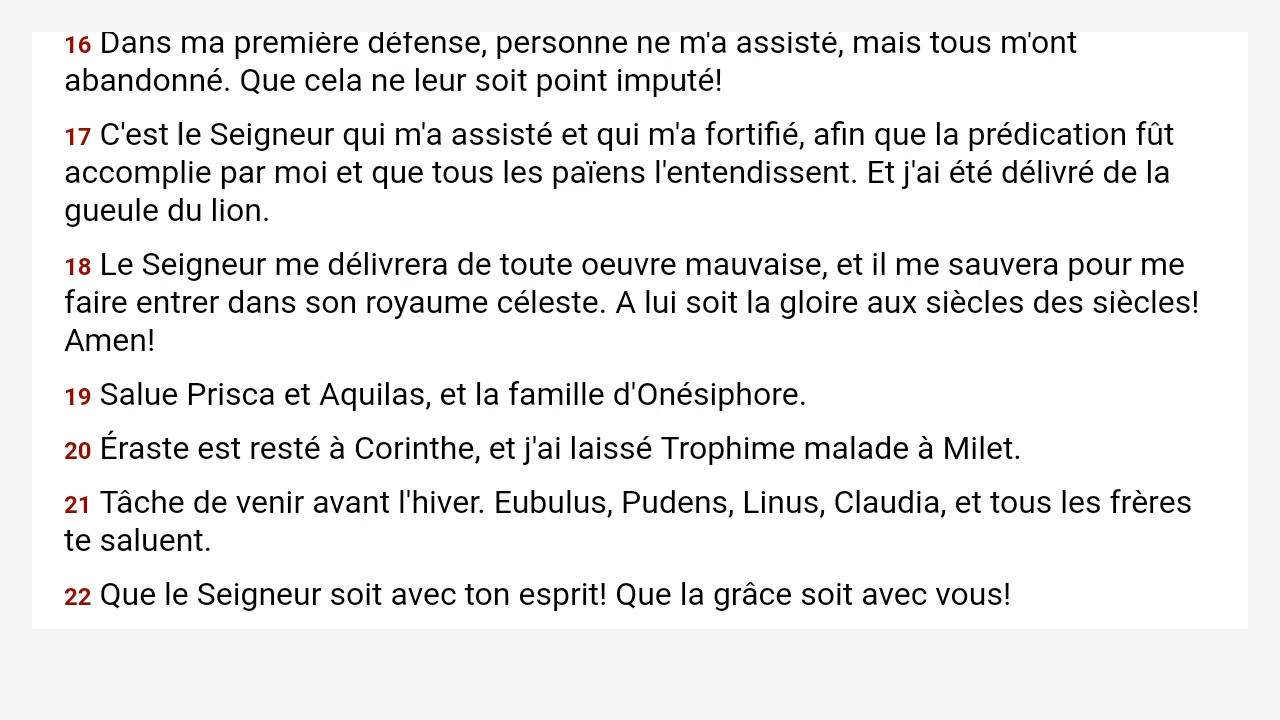 16 Dans ma première défense, personne ne m'a assisté, mais tous m'ont
abandonné. Que cela ne leur soit point imputé!
17 C'est le Seigneur qui m'a assisté et qui m'a fortifié, afin que la prédication fût
accomplie par moi et que tous les païens l'entendissent. Et j'ai été délivré de la
gueule du lion.
18 Le Seigneur me délivrera de toute oeuvre mauvaise, et il me sauvera pour me
faire entrer dans son royaume céleste. A lui soit la gloire aux siècles des siècles!
Amen!
19 Salue Prisca et Aquilas, et la famille d'Onésiphore.
20 Éraste est resté à Corinthe, et j'ai laissé Trophime malade à Milet.
21 Tâche de venir avant l'hiver. Eubulus, Pudens, Linus, Claudia, et tous les frères
te saluent.
22 Que le Seigneur soit avec ton esprit! Que la grâce soit avec vous!